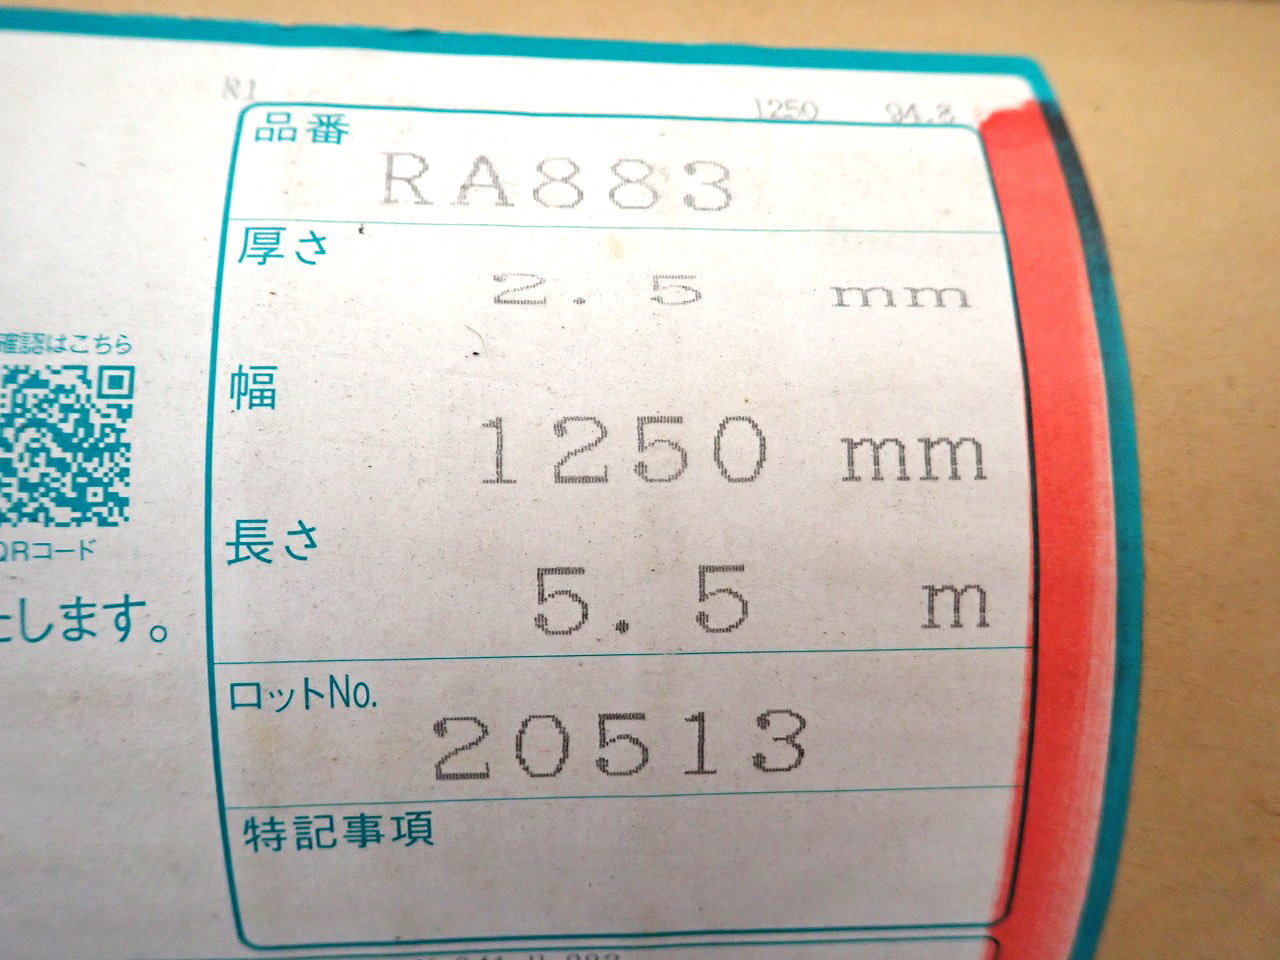 R1 1250 94.3
品番
RA883
厚さ
2.5 mm
幅
1250 mm
長さ
5.5 m
ロットNo.
20513
特記事項
確認はこちら
QRコード
たします。